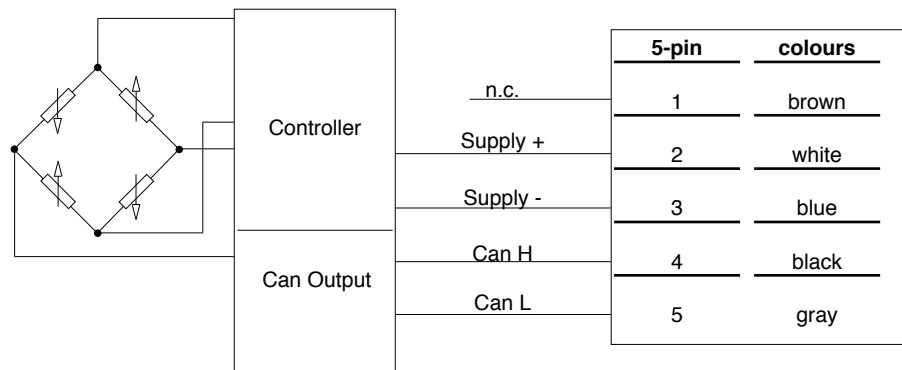 5-pin colours
n.c.
1 brown
Controller
Supply +
2 white
Supply -
3 blue
Can H
4 black
Can Output
Can L
5 gray